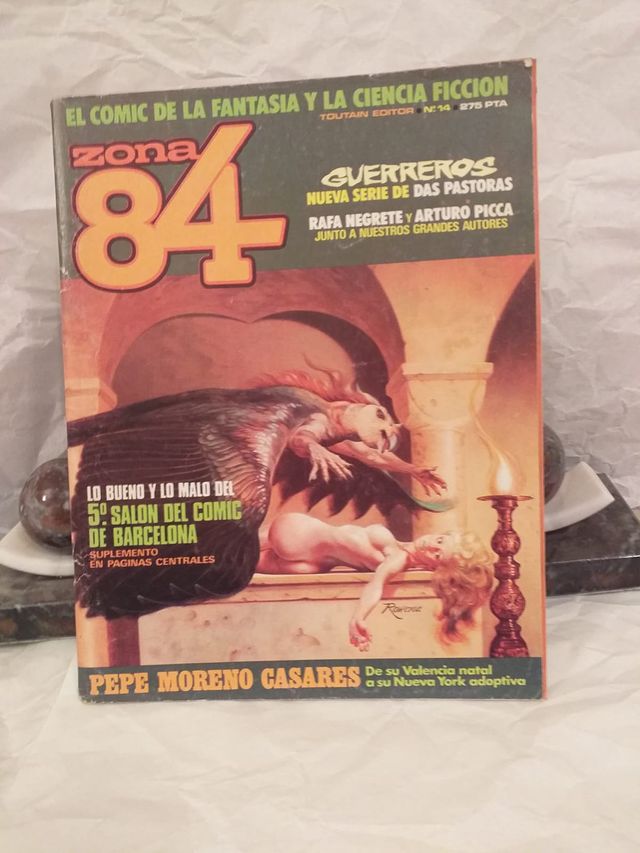 EL COMIC DE LA FANTASIA Y LA CIENCIA FICCION
TOUTAIN EDITOR • Nº 14 • 275 PTA
zona
84
GUERREROS
NUEVA SERIE DE DAS PASTORAS
RAFA NEGRETE Y ARTURO PICCA
JUNTO A NUESTROS GRANDES AUTORES
LO BUENO Y LO MALO DEL
5º. SALON DEL COMIC
DE BARCELONA
SUPLEMENTO
EN PAGINAS CENTRALES
PEPE MORENO CASARES
De su Valencia natal
a su Nueva York adoptiva